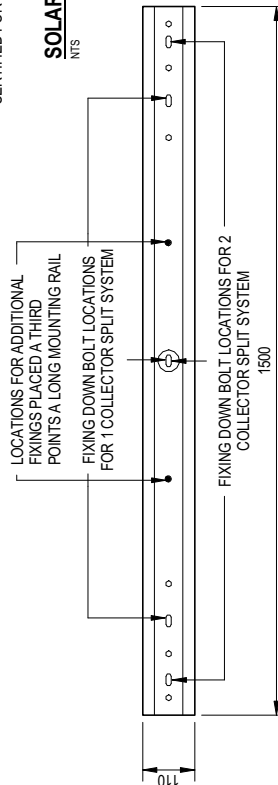 SOLAR
NTS
LOCATIONS FOR ADDITIONAL
FIXINGS PLACED A THIRD
POINTS A LONG MOUNTING RAIL
FIXING DOWN BOLT LOCATIONS
FOR 1 COLLECTOR SPLIT SYSTEM
FIXING DOWN BOLT LOCATIONS FOR 2
COLLECTOR SPLIT SYSTEM
1500
110